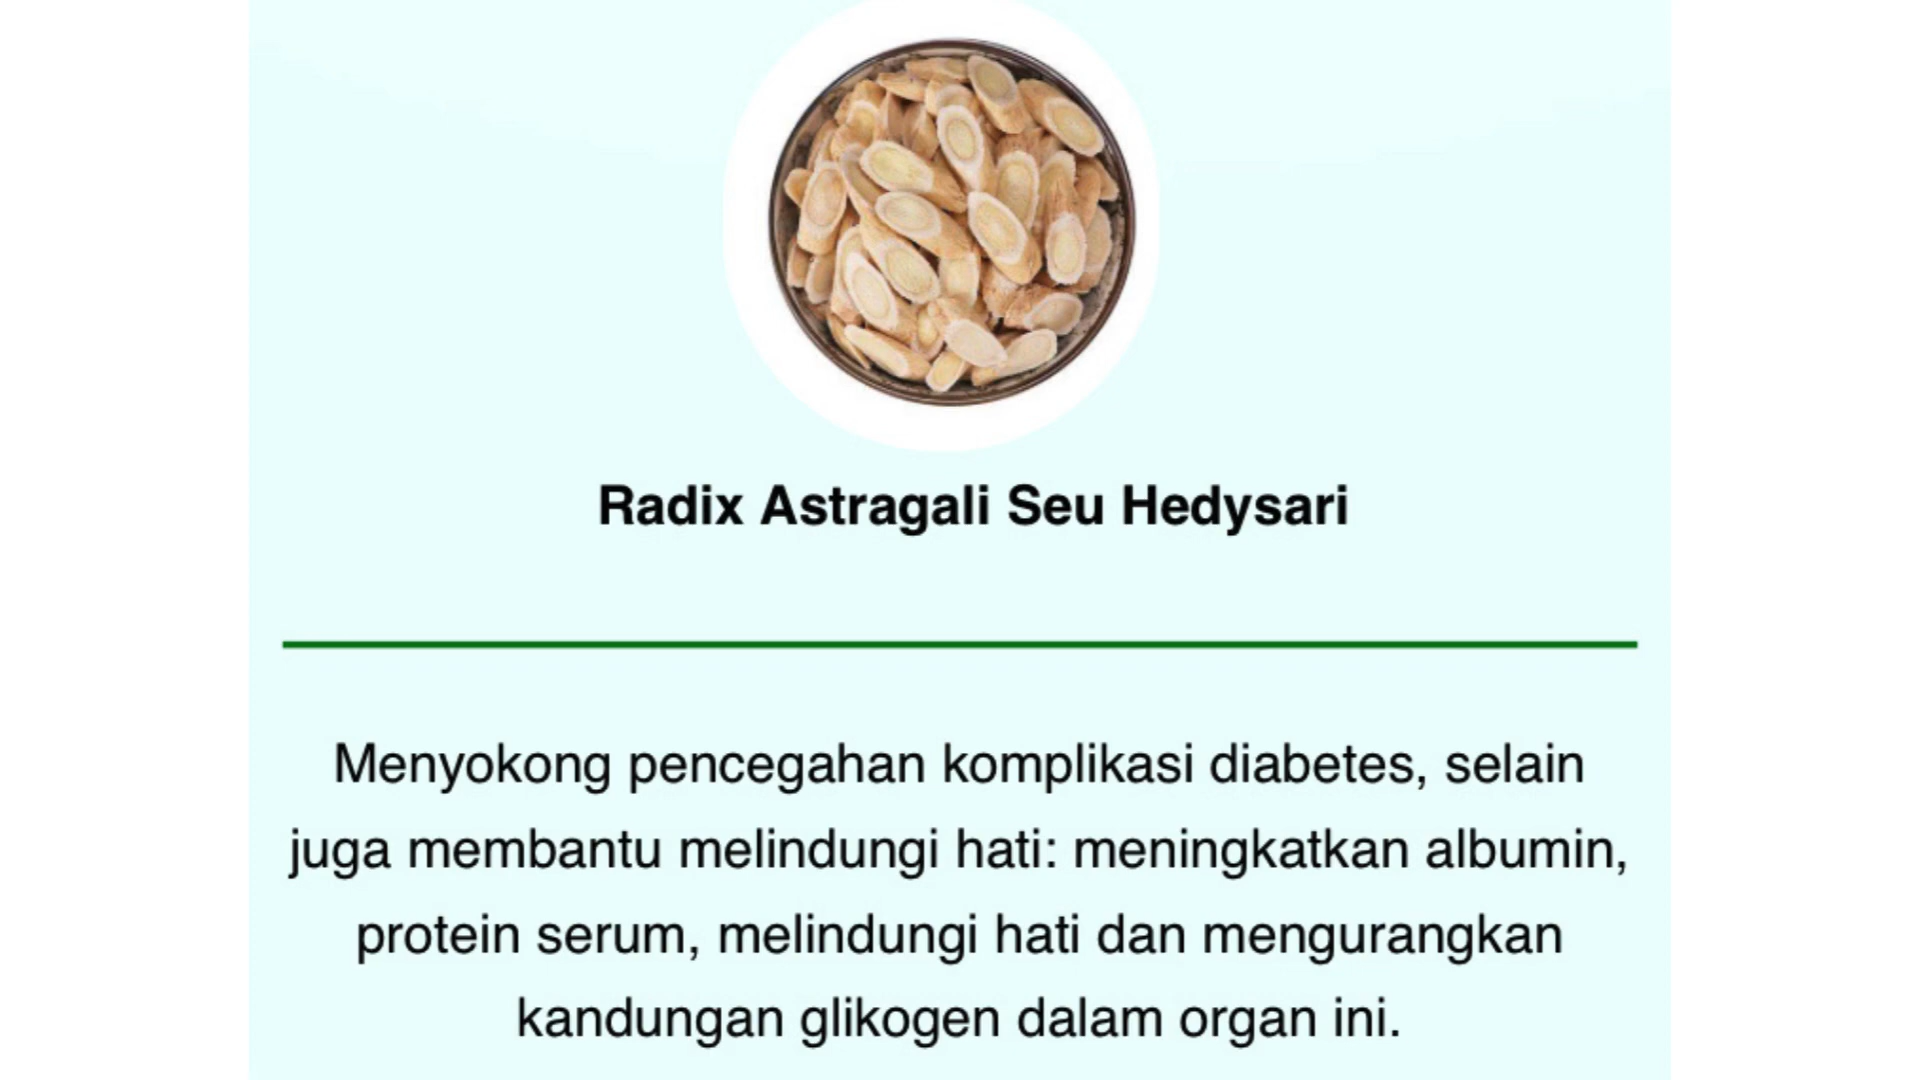 Radix Astragali Seu Hedysari
Menyokong pencegahan komplikasi diabetes, selain
juga membantu melindungi hati: meningkatkan albumin,
protein serum, melindungi hati dan mengurangkan
kandungan glikogen dalam organ ini.